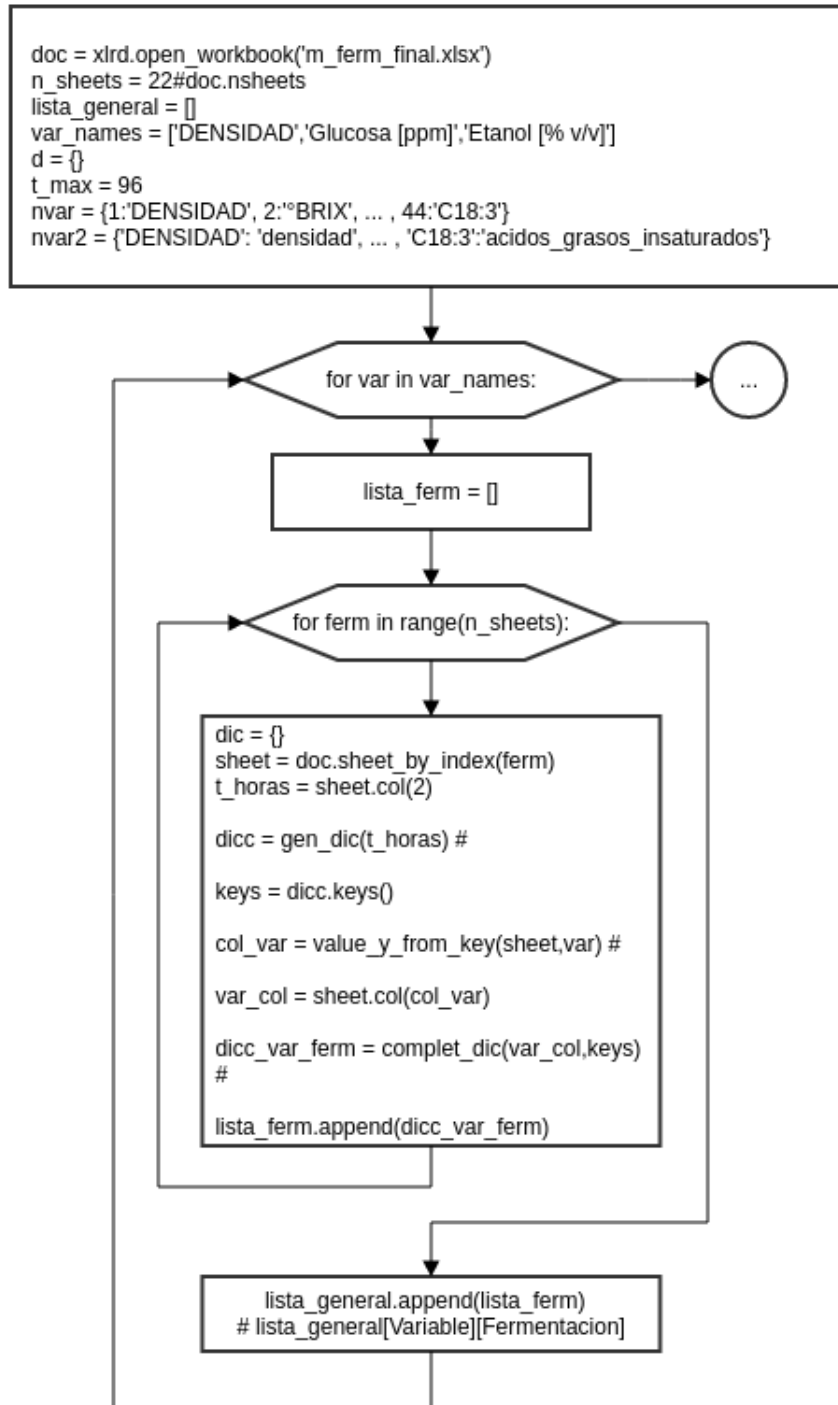 doc = xlrd.open_workbook('m_ferm_final.xlsx')
n_sheets = 22#doc.nsheets
lista_general = []
var_names = ['DENSIDAD','Glucosa [ppm]','Etanol [% v/v]']
d = {}
t_max = 96
nvar = {1:'DENSIDAD', 2:'°BRIX', ... , 44:'C18:3'}
nvar2 = {'DENSIDAD': 'densidad', ... , 'C18:3':'acidos_grasos_insaturados'}
for var in var_names:
...
lista_ferm = []
for ferm in range(n_sheets):
dic = {}
sheet = doc.sheet_by_index(ferm)
t_horas = sheet.col(2)
dicc = gen_dic(t_horas) #
keys = dicc.keys()
col_var = value_y_from_key(sheet,var) #
var_col = sheet.col(col_var)
dicc_var_ferm = complet_dic(var_col,keys)
#
lista_ferm.append(dicc_var_ferm)
lista_general.append(lista_ferm)
# lista_general[Variable][Fermentacion]